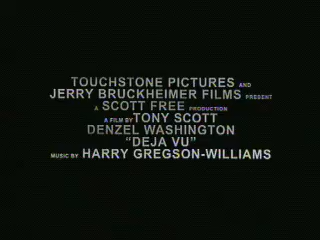 TOUCHSTONE PICTURES AND
JERRY BRUCKHEIMER FILMS PRESENT
A SCOTT FREE PRODUCTION
A FILM BY TONY SCOTT
DENZEL WASHINGTON
"DEJA VU"
MUSIC BY HARRY GREGSON-WILLIAMS